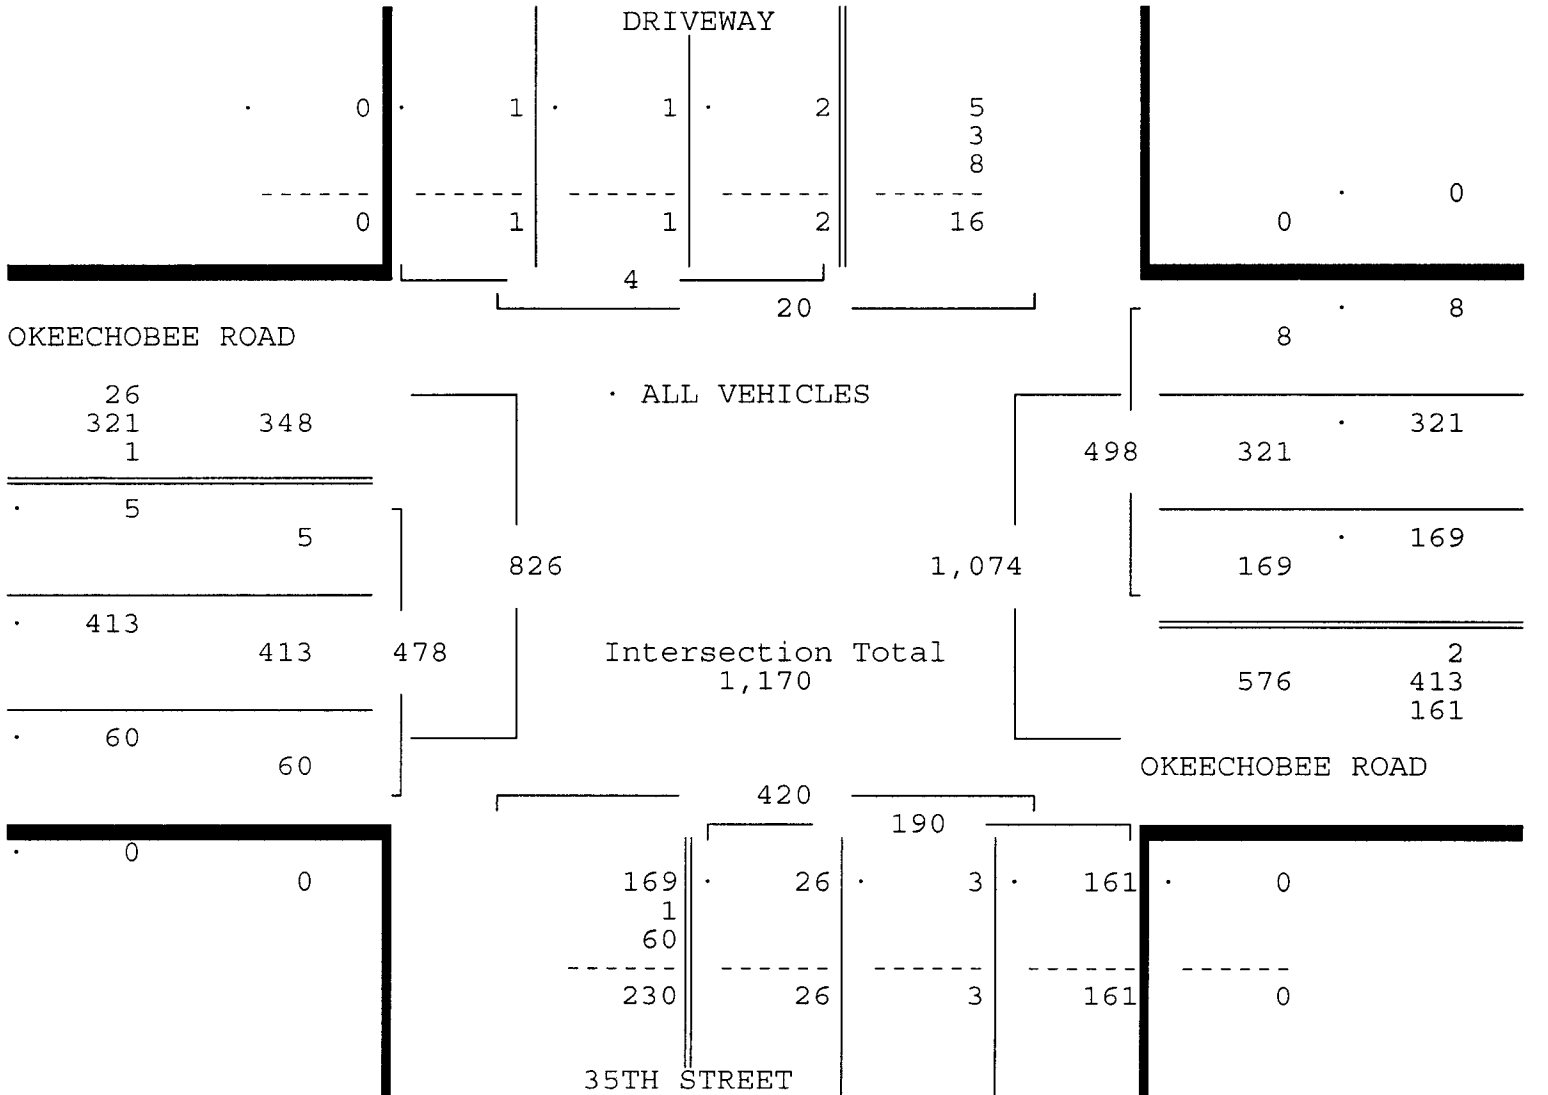 DRIVEWAY
· 0 · 1 · 1 · 2 5
3
8
------ ------ ------ ------ ------ · 0
0 1 1 2 16 0
4
20 · 8
OKEECHOBEE ROAD 8
26 · ALL VEHICLES
321 348 · 321
1 498 321
· 5
5 · 169
826 1,074 169
· 413
413 478 Intersection Total 2
1,170 576 413
161
· 60
60 OKEECHOBEE ROAD
420
190
· 0
0 169 · 26 · 3 · 161 · 0
1
60
------ ------ ------ ------ ------
230 26 3 161 0
35TH STREET